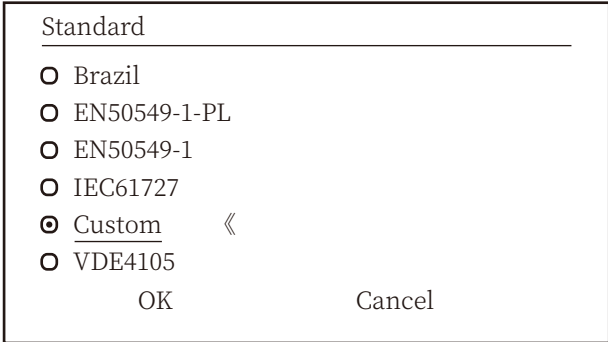 Standard
Brazil
EN50549-1-PL
EN50549-1
IEC61727
Custom 《
VDE4105
OK Cancel